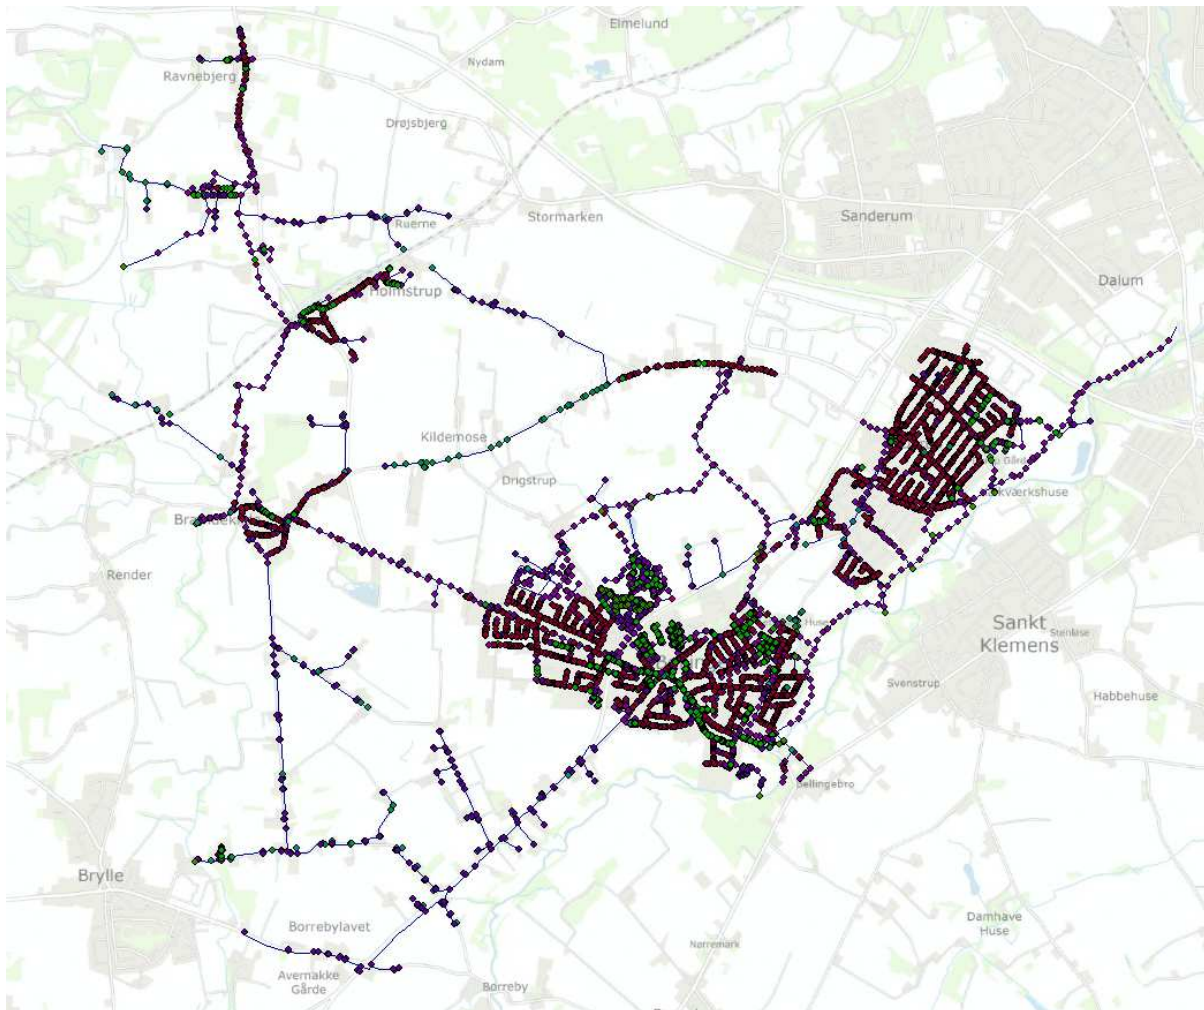 Elmelund
Nydam
Ravnebjerg
Drøjsbjerg
Stormarken
Sanderum
Ruerne
Dalum
Holmstrup
Kildemose
Drigstrup
Render
Huse
Sankt
Klemens
Stenløse
Svenstrup
Habbehuse
Bellingebro
Brylle
Damhave
Huse
Borrebylavet
Nørremark
Avernakke
Gårde
Borreby